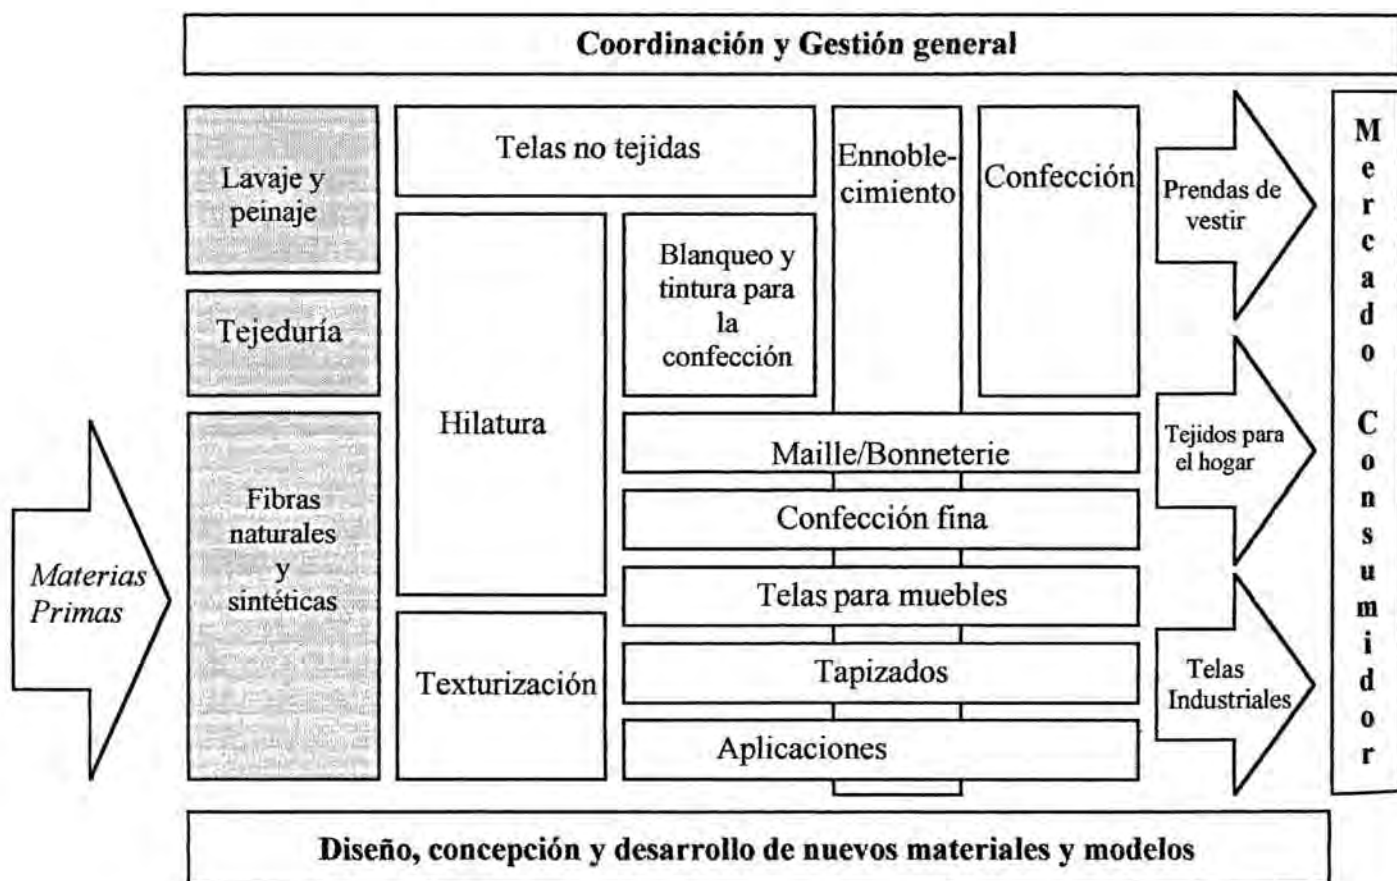 Coordinación y Gestión general
Lavaje y
peinaje
Tejeduría
Fibras
naturales
y
sintéticas
Materias
Primas
Telas no tejidas
Hilatura
Texturización
Blanqueo y
tintura para
la
confección
Ennoble-
cimiento
Confección
Maille/Bonneterie
Confección fina
Telas para muebles
Tapizados
Aplicaciones
Prendas de
vestir
Tejidos para
el hogar
Telas
Industriales
Mercado Consumidor
Diseño, concepción y desarrollo de nuevos materiales y modelos